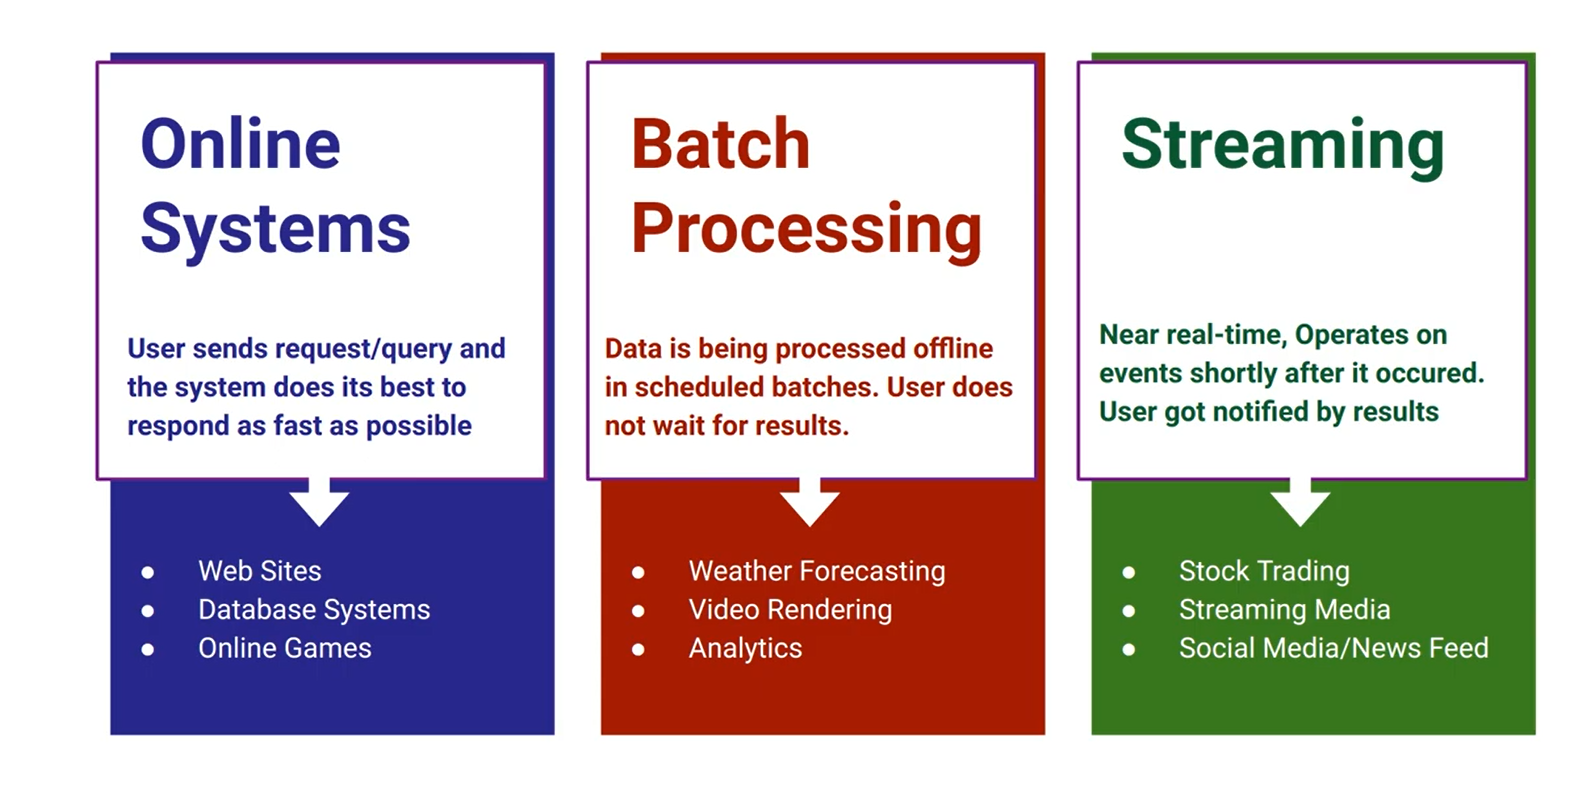 Online
Systems
User sends request/query and
the system does its best to
respond as fast as possible
● Web Sites
● Database Systems
● Online Games
Batch
Processing
Data is being processed offline
in scheduled batches. User does
not wait for results.
● Weather Forecasting
● Video Rendering
● Analytics
Streaming
Near real-time, Operates on
events shortly after it occured.
User got notified by results
● Stock Trading
● Streaming Media
● Social Media/News Feed